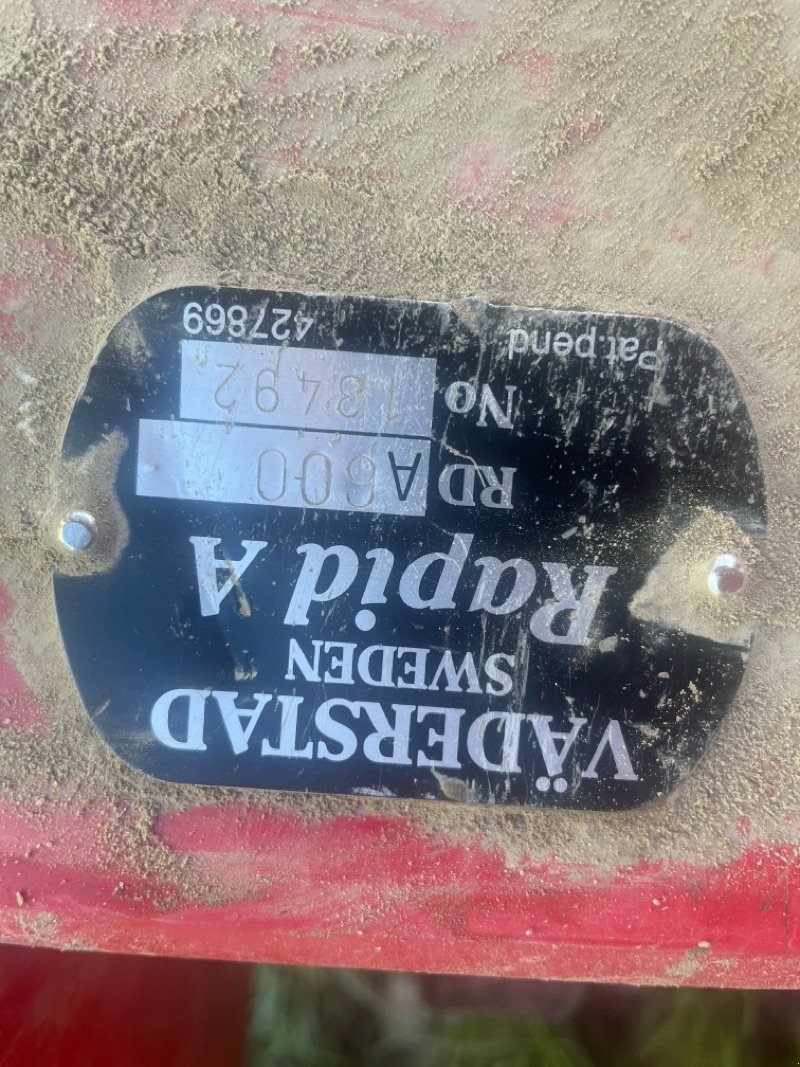 VÄDERSTAD
SWEDEN
Rapid A
RD A600
No 13492
Pat.pend 427869